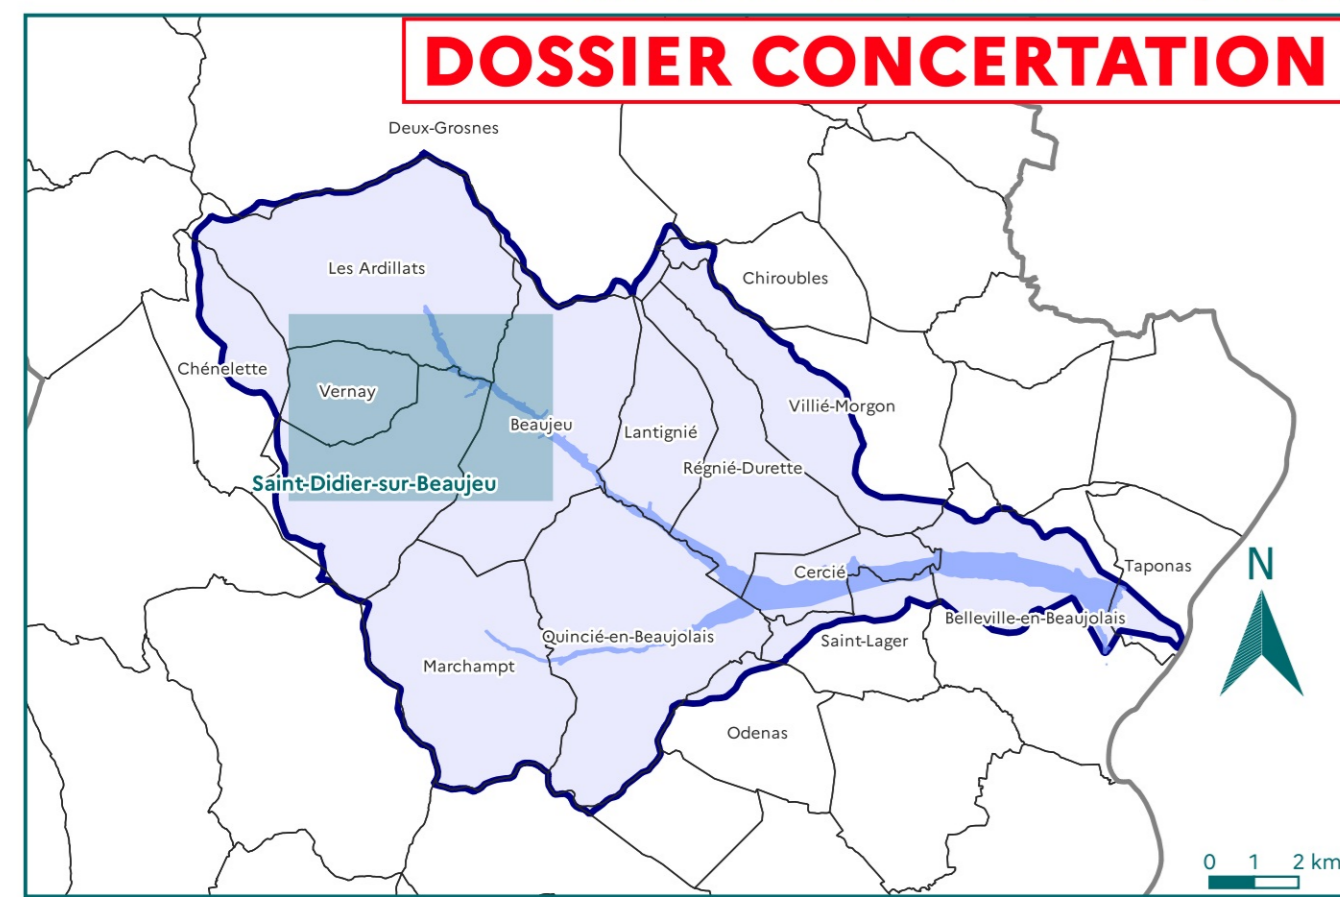 DOSSIER CONCERTATION
Deux-Grosnes
Les Ardillats
Chiroubles
Chénelette
Vernay
Villié-Morgon
Beaujeu
Lantignié
Régnié-Durette
Saint-Didier-sur-Beaujeu
Taponas
N
Cercié
Belleville-en-Beaujolais
Quincié-en-Beaujolais
Saint-Lager
Marchampt
Odenas
0 1 2 km